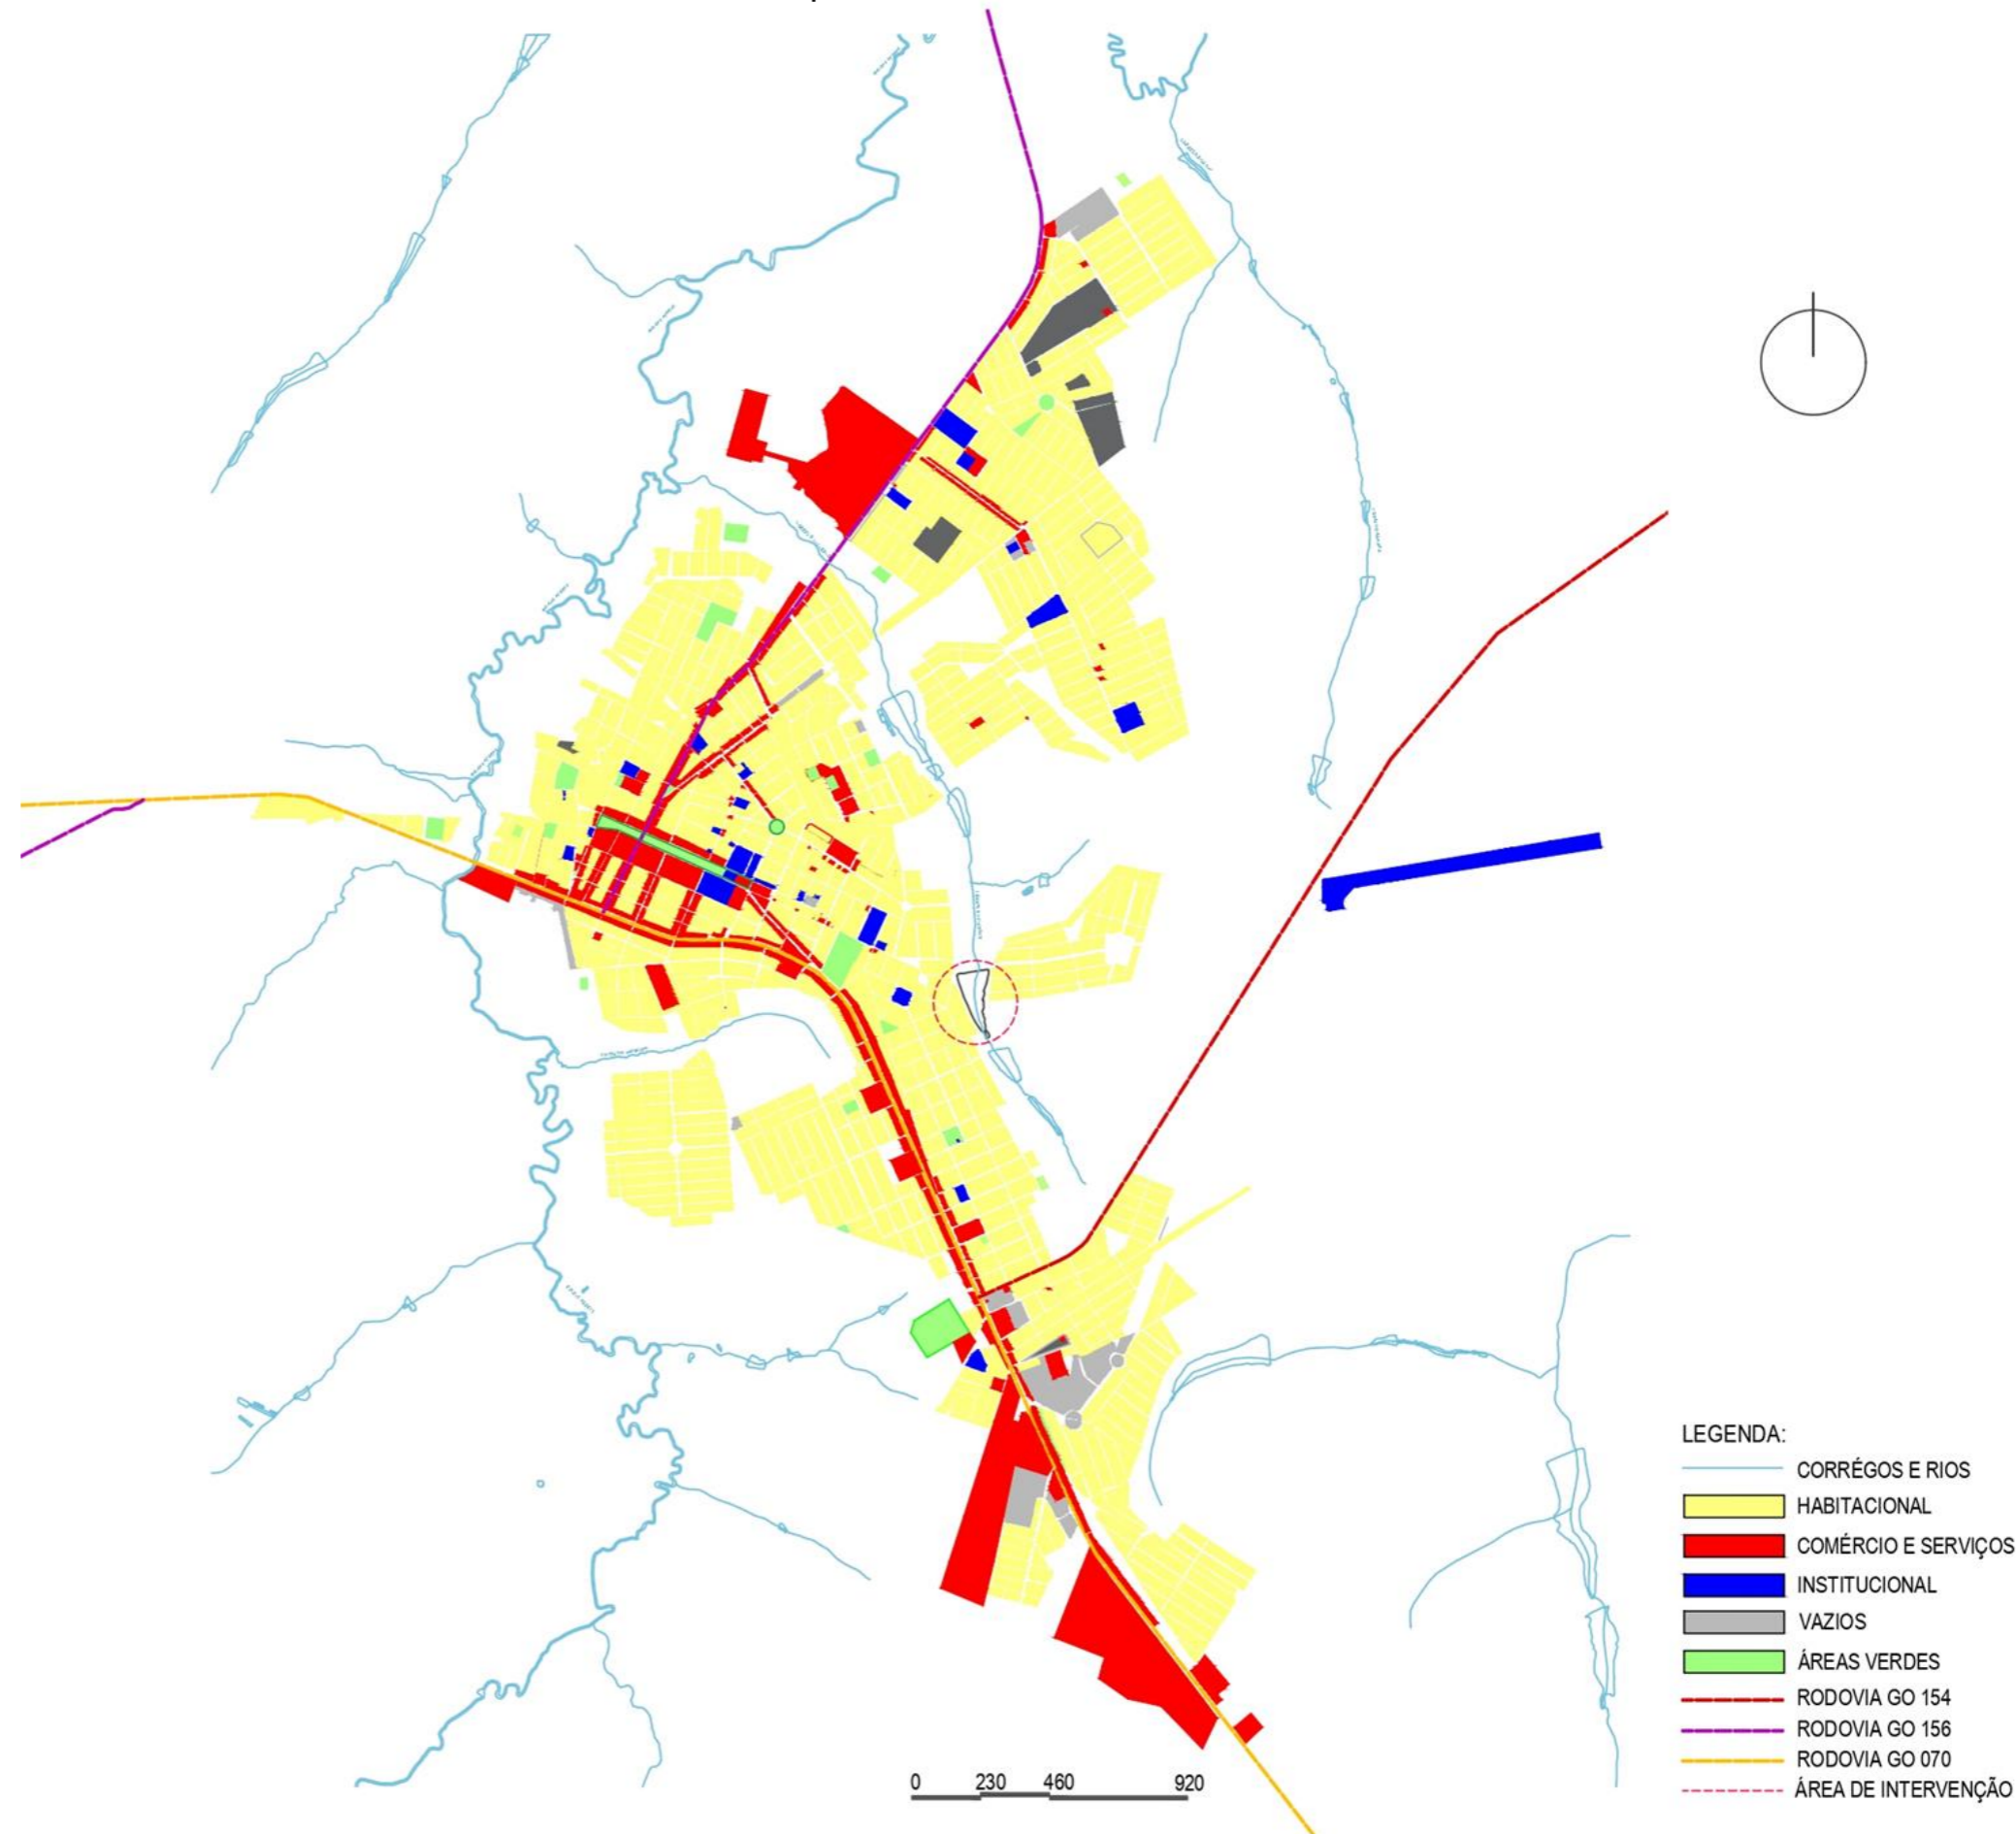 0 230 460 920
LEGENDA:
CORRÉGOS E RIOS
HABITACIONAL
COMÉRCIO E SERVIÇOS
INSTITUCIONAL
VAZIOS
ÁREAS VERDES
RODOVIA GO 154
RODOVIA GO 156
RODOVIA GO 070
ÁREA DE INTERVENÇÃO